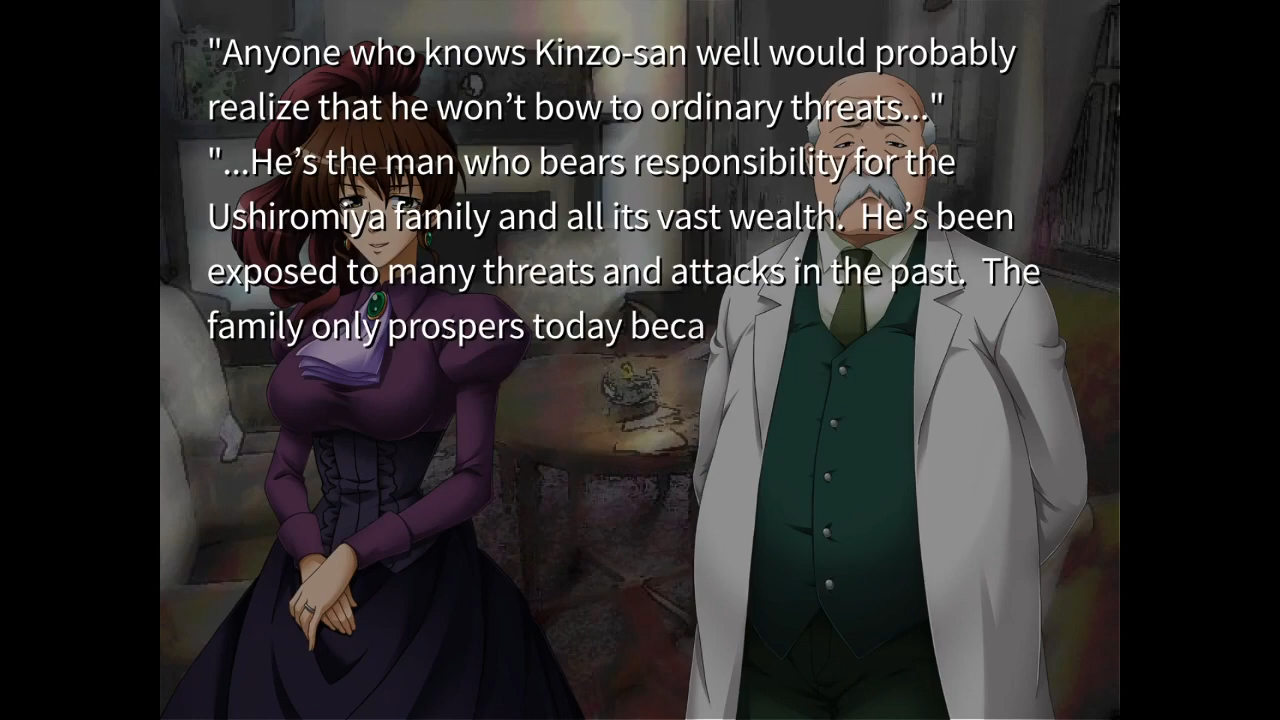 "Anyone who knows Kinzo-san well would probably
realize that he won’t bow to ordinary threats..."
"...He’s the man who bears responsibility for the
Ushiromiya family and all its vast wealth.  He’s been
exposed to many threats and attacks in the past.  The
family only prospers today beca